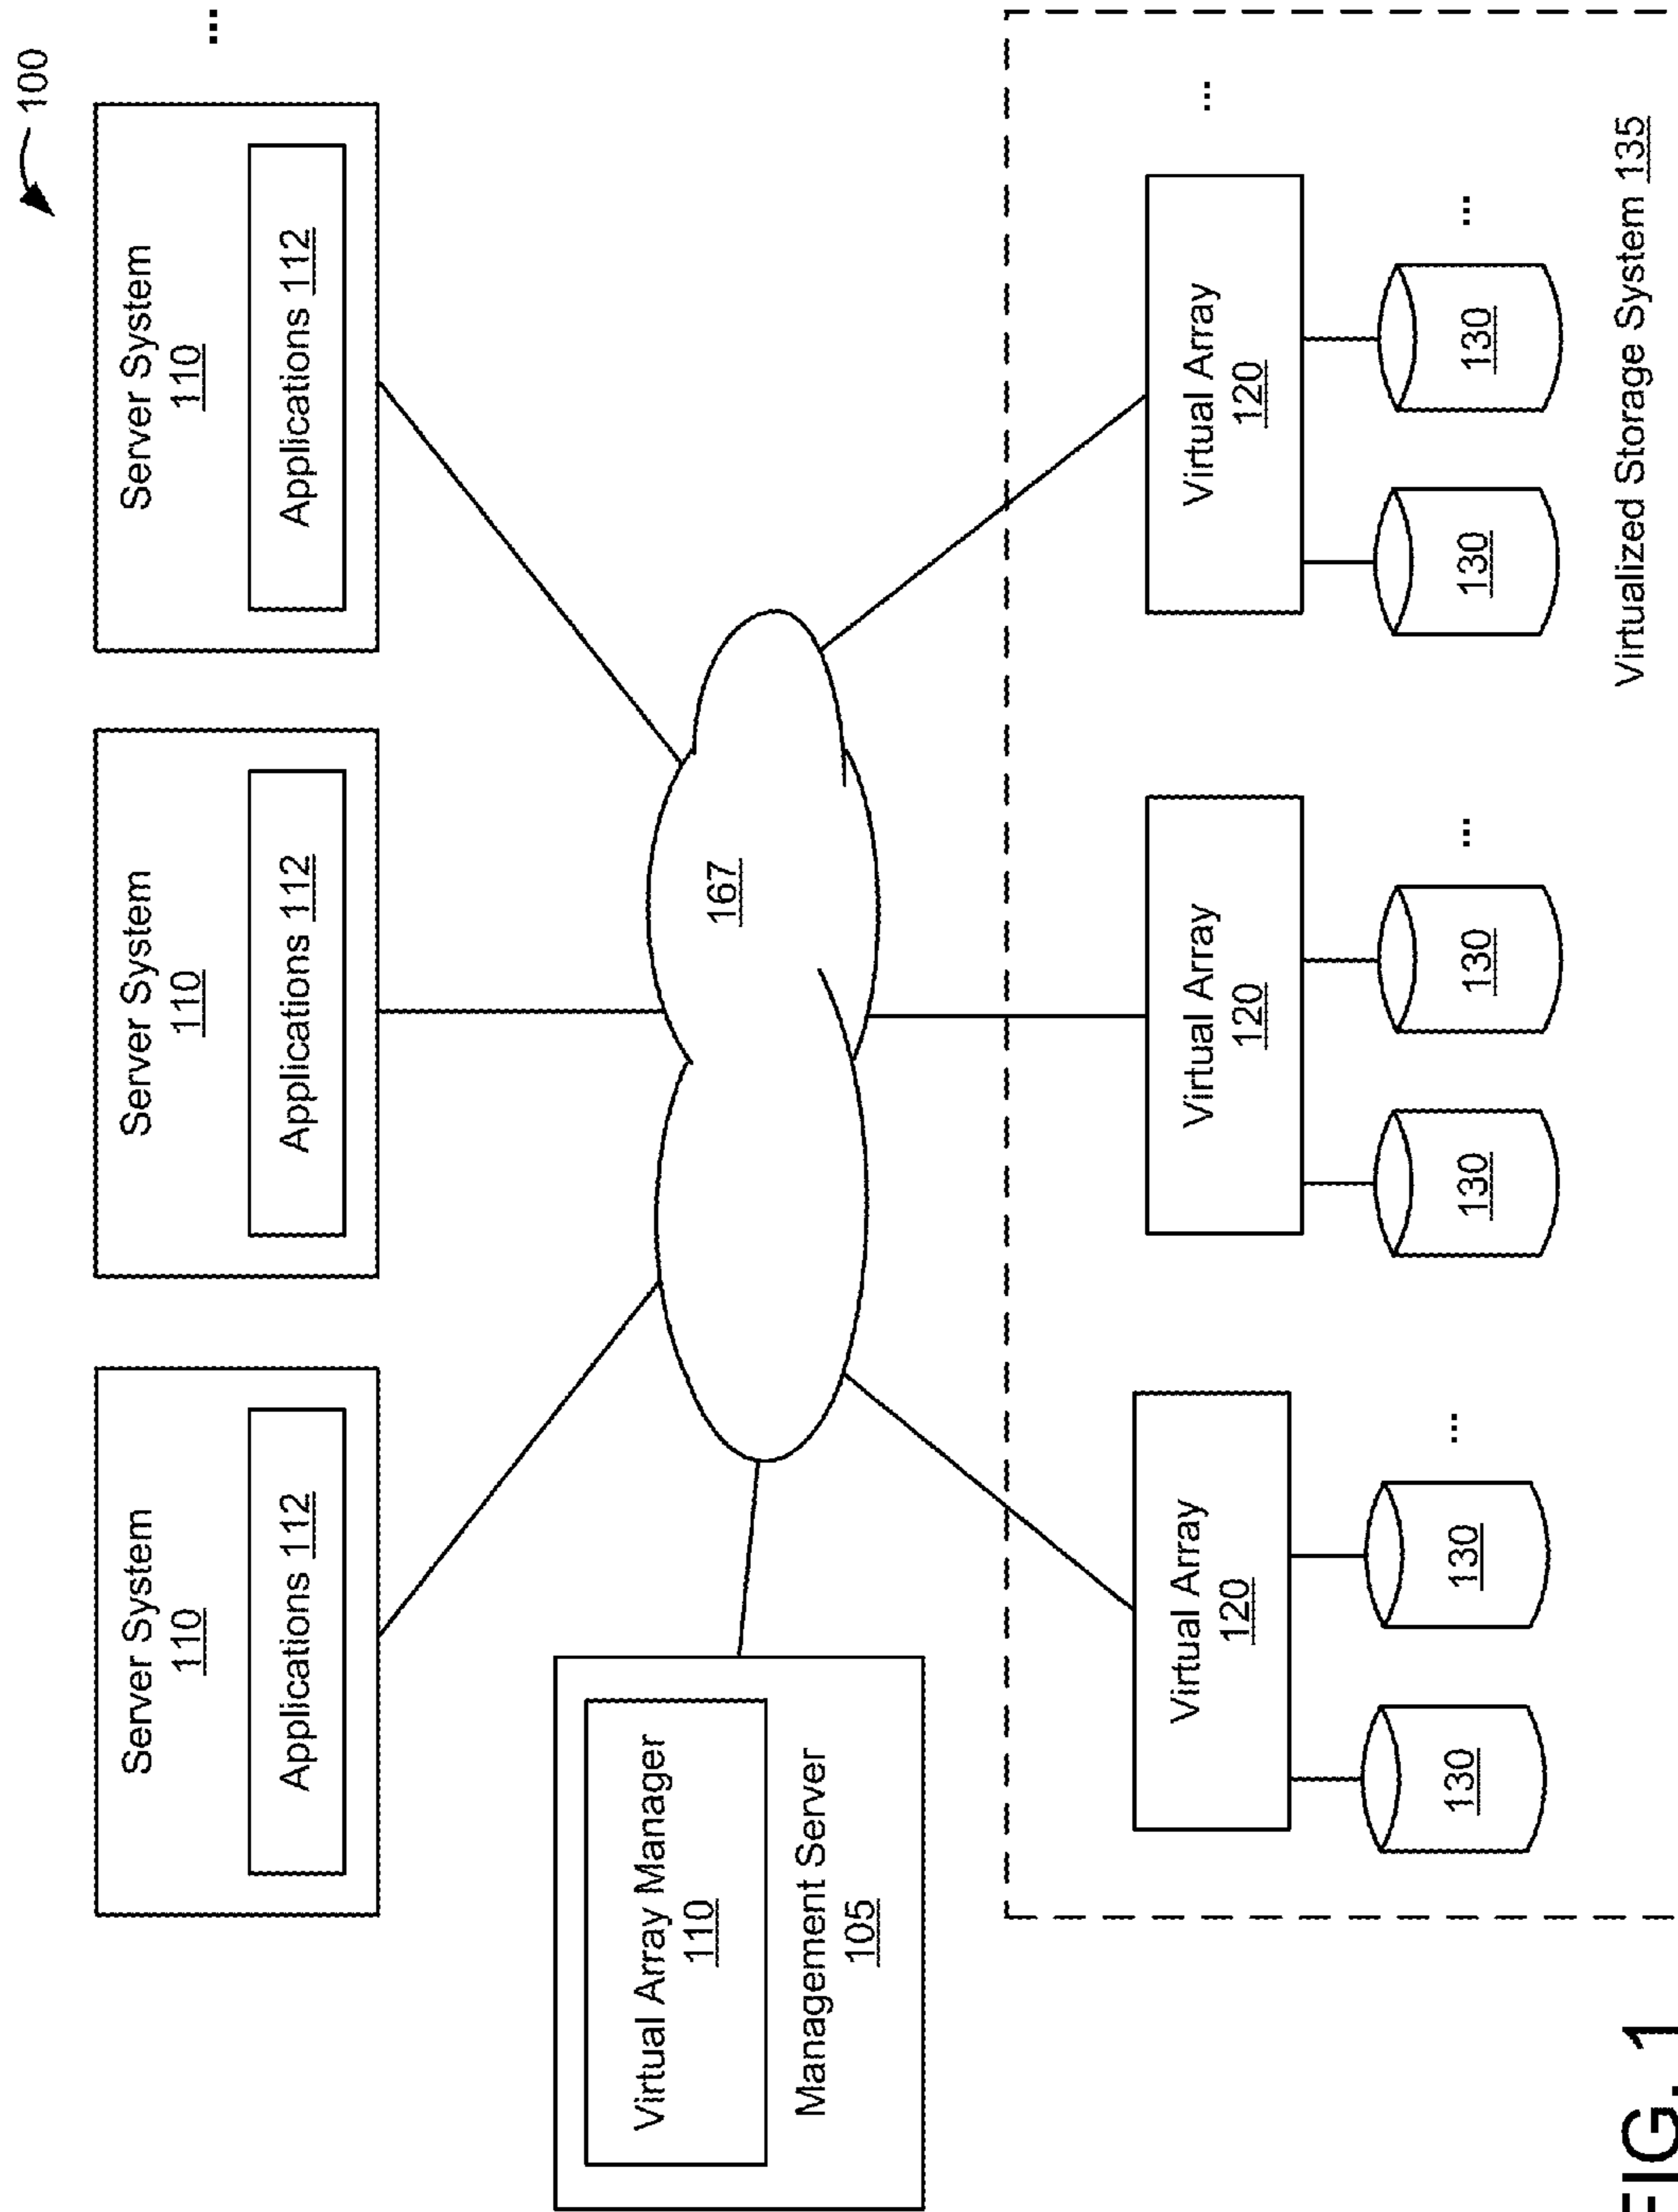 100
Server System
110
Applications 112
Server System
110
Applications 112
Server System
110
Applications 112
...
Virtual Array Manager
110
Management Server
105
167
Virtual Array
120
130
130
...
Virtual Array
120
130
130
...
Virtual Array
120
130
130
...
...
Virtualized Storage System 135
FIG. 1